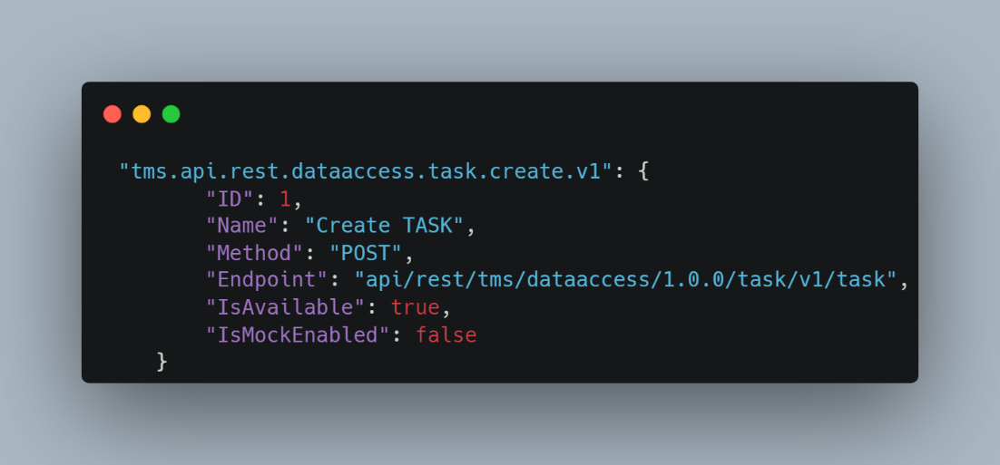 "tms.api.rest.dataaccess.task.create.v1": {
"ID": 1,
"Name": "Create TASK",
"Method": "POST",
"Endpoint": "api/rest/tms/dataaccess/1.0.0/task/v1/task",
"IsAvailable": true,
"IsMockEnabled": false
}